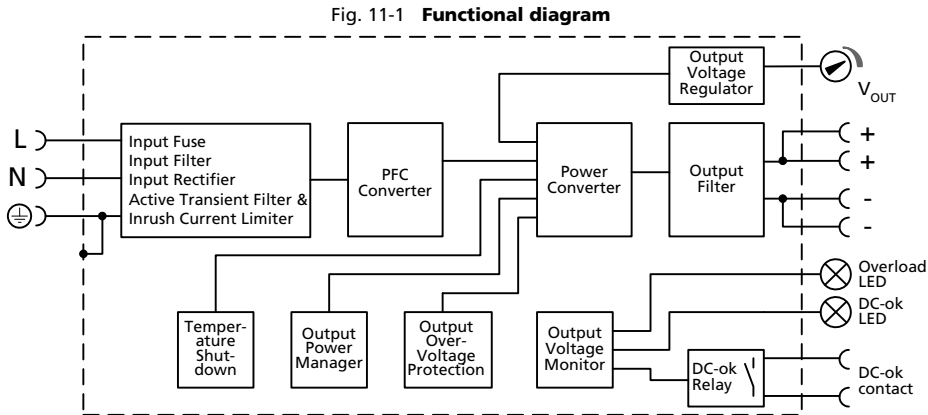 Fig. 11-1 Functional diagram
Output
Voltage
Regulator
V_OUT
L
N
Input Fuse
Input Filter
Input Rectifier
Active Transient Filter &
Inrush Current Limiter
PFC
Converter
Power
Converter
Output
Filter
+
+
-
-
Temper-
ature
Shut-
down
Output
Power
Manager
Output
Over-
Voltage
Protection
Output
Voltage
Monitor
DC-ok
Relay
Overload
LED
DC-ok
LED
DC-ok
contact